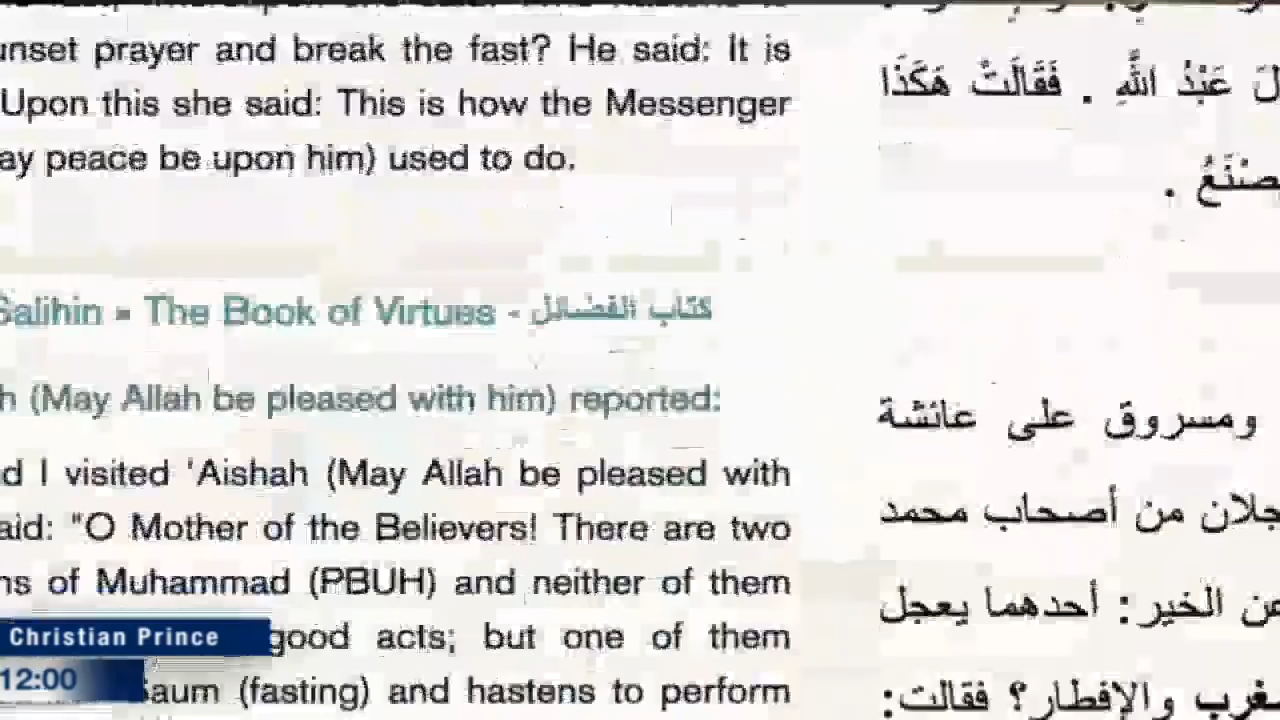 unset prayer and break the fast? He said: It is
Upon this she said: This is how the Messenger
ay peace be upon him) used to do.
عَبْدُ اللَّهِ . فَقَالَتْ هَكَذَا
Salihin » The Book of Virtues - كتاب الفضائل
h (May Allah be pleased with him) reported:
d I visited 'Aishah (May Allah be pleased with
aid: "O Mother of the Believers! There are two
ns of Muhammad (PBUH) and neither of them
good acts; but one of them
Saum (fasting) and hastens to perform
ومسروق على عائشة
من أصحاب محمد
الخير: أحدهما يعجل
والإفطار؟ فقالت:
Christian Prince
12:00